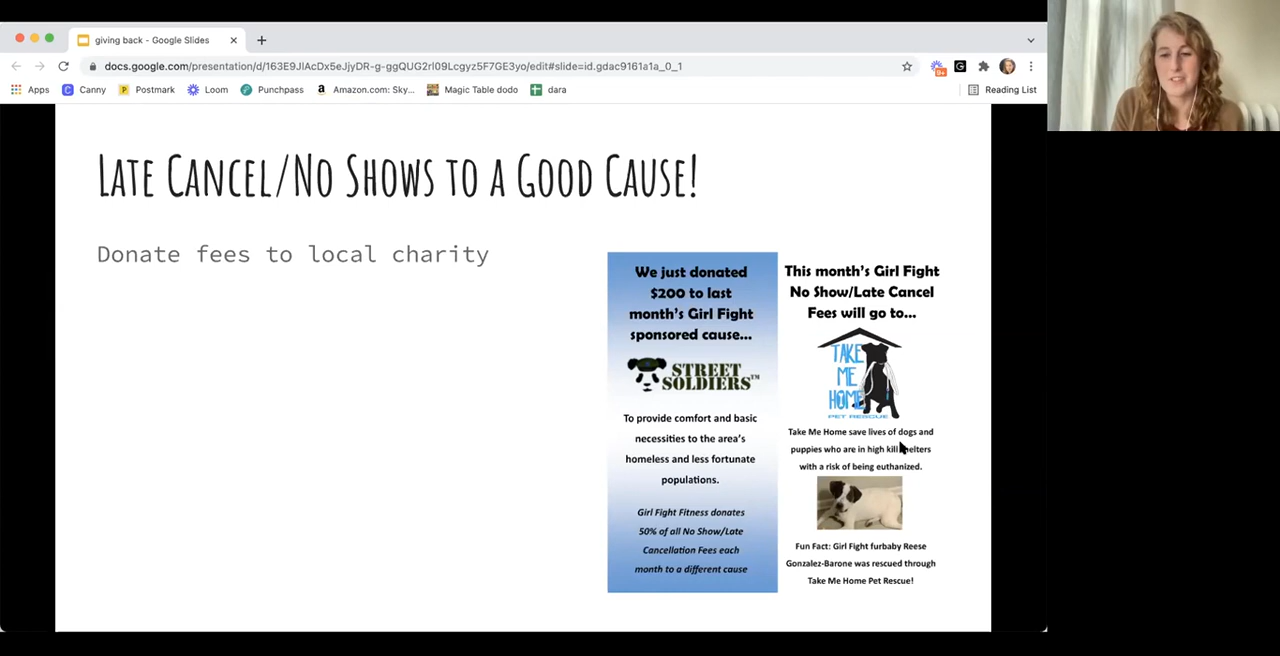 giving back - Google Slides
docs.google.com/presentation/d/163E9JlAcDx5eJjyDR-g-ggQUG2rl09Lcgyz5F7GE3yo/edit#slide=id.gdac9161a1a_0_1
9+
G
Apps
Canny
Postmark
Loom
Punchpass
Amazon.com: Sky...
Magic Table dodo
dara
Reading List
LATE CANCEL/NO SHOWS TO A GOOD CAUSE!
Donate fees to local charity
We just donated
$200 to last
month's Girl Fight
sponsored cause...
STREET
SOLDIERS™
To provide comfort and basic
necessities to the area's
homeless and less fortunate
populations.
Girl Fight Fitness donates
50% of all No Show/Late
Cancellation Fees each
month to a different cause
This month's Girl Fight
No Show/Late Cancel
Fees will go to...
TAKE
ME
HOME
PET RESCUE
Take Me Home save lives of dogs and
puppies who are in high kill shelters
with a risk of being euthanized.
Fun Fact: Girl Fight furbaby Reese
Gonzalez-Barone was rescued through
Take Me Home Pet Rescue!